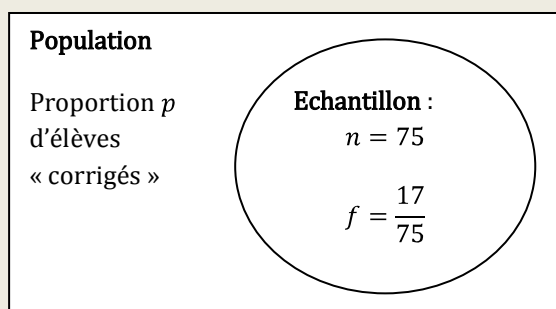 Population
Proportion p
d'élèves
« corrigés »
Echantillon :
n = 75
f = 17/75